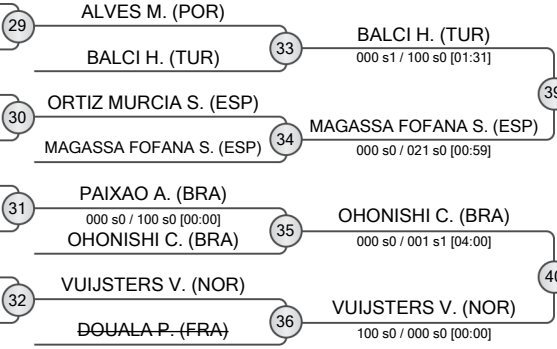 ALVES M. (POR)
29
BALCI H. (TUR)
33
BALCI H. (TUR)
000 s1 / 100 s0 [01:31]
39
ORTIZ MURCIA S. (ESP)
30
MAGASSA FOFANA S. (ESP)
34
MAGASSA FOFANA S. (ESP)
000 s0 / 021 s0 [00:59]
PAIXAO A. (BRA)
31
000 s0 / 100 s0 [00:00]
OHONISHI C. (BRA)
35
OHONISHI C. (BRA)
000 s0 / 001 s1 [04:00]
40
VUIJSTERS V. (NOR)
32
DOUALA P. (FRA)
36
VUIJSTERS V. (NOR)
100 s0 / 000 s0 [00:00]